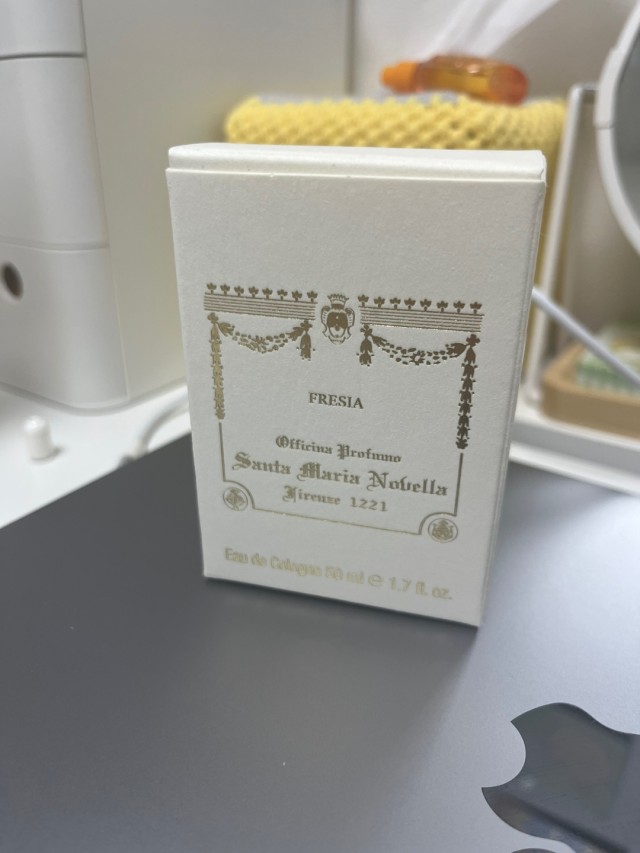 FRESIA
Officina Profumo
Santa Maria Novella
Firenze 1221
Eau de Cologne 50 ml ℮ 1.7 fl. oz.